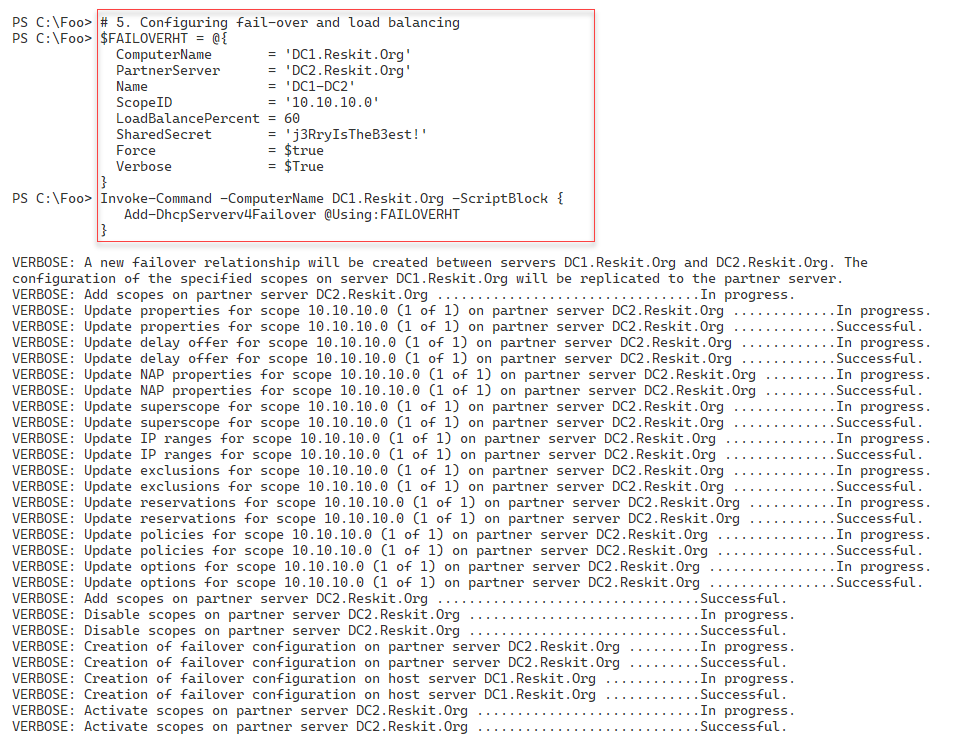 PS C:\Foo> # 5. Configuring fail-over and load balancing
PS C:\Foo> $FAILOVERHT = @{
  ComputerName       = 'DC1.Reskit.Org'
  PartnerServer      = 'DC2.Reskit.Org'
  Name               = 'DC1-DC2'
  ScopeID            = '10.10.10.0'
  LoadBalancePercent = 60
  SharedSecret       = 'j3RryIsTheB3est!'
  Force              = $true
  Verbose            = $True
}
PS C:\Foo> Invoke-Command -ComputerName DC1.Reskit.Org -ScriptBlock {
   Add-DhcpServerv4Failover @Using:FAILOVERHT
}
VERBOSE: A new failover relationship will be created between servers DC1.Reskit.Org and DC2.Reskit.Org. The
configuration of the specified scopes on server DC1.Reskit.Org will be replicated to the partner server.
VERBOSE: Add scopes on partner server DC2.Reskit.Org .................................In progress.
VERBOSE: Update properties for scope 10.10.10.0 (1 of 1) on partner server DC2.Reskit.Org .............In progress.
VERBOSE: Update properties for scope 10.10.10.0 (1 of 1) on partner server DC2.Reskit.Org .............Successful.
VERBOSE: Update delay offer for scope 10.10.10.0 (1 of 1) on partner server DC2.Reskit.Org ............In progress.
VERBOSE: Update delay offer for scope 10.10.10.0 (1 of 1) on partner server DC2.Reskit.Org ............Successful.
VERBOSE: Update NAP properties for scope 10.10.10.0 (1 of 1) on partner server DC2.Reskit.Org .........In progress.
VERBOSE: Update NAP properties for scope 10.10.10.0 (1 of 1) on partner server DC2.Reskit.Org .........Successful.
VERBOSE: Update superscope for scope 10.10.10.0 (1 of 1) on partner server DC2.Reskit.Org .............In progress.
VERBOSE: Update superscope for scope 10.10.10.0 (1 of 1) on partner server DC2.Reskit.Org .............Successful.
VERBOSE: Update IP ranges for scope 10.10.10.0 (1 of 1) on partner server DC2.Reskit.Org ..............In progress.
VERBOSE: Update IP ranges for scope 10.10.10.0 (1 of 1) on partner server DC2.Reskit.Org ..............Successful.
VERBOSE: Update exclusions for scope 10.10.10.0 (1 of 1) on partner server DC2.Reskit.Org .............In progress.
VERBOSE: Update exclusions for scope 10.10.10.0 (1 of 1) on partner server DC2.Reskit.Org .............Successful.
VERBOSE: Update reservations for scope 10.10.10.0 (1 of 1) on partner server DC2.Reskit.Org ...........In progress.
VERBOSE: Update reservations for scope 10.10.10.0 (1 of 1) on partner server DC2.Reskit.Org ...........Successful.
VERBOSE: Update policies for scope 10.10.10.0 (1 of 1) on partner server DC2.Reskit.Org ...............In progress.
VERBOSE: Update policies for scope 10.10.10.0 (1 of 1) on partner server DC2.Reskit.Org ...............Successful.
VERBOSE: Update options for scope 10.10.10.0 (1 of 1) on partner server DC2.Reskit.Org ................In progress.
VERBOSE: Update options for scope 10.10.10.0 (1 of 1) on partner server DC2.Reskit.Org ................Successful.
VERBOSE: Add scopes on partner server DC2.Reskit.Org .................................Successful.
VERBOSE: Disable scopes on partner server DC2.Reskit.Org .............................In progress.
VERBOSE: Disable scopes on partner server DC2.Reskit.Org .............................Successful.
VERBOSE: Creation of failover configuration on partner server DC2.Reskit.Org .........In progress.
VERBOSE: Creation of failover configuration on partner server DC2.Reskit.Org .........Successful.
VERBOSE: Creation of failover configuration on host server DC1.Reskit.Org ............In progress.
VERBOSE: Creation of failover configuration on host server DC1.Reskit.Org ............Successful.
VERBOSE: Activate scopes on partner server DC2.Reskit.Org ............................In progress.
VERBOSE: Activate scopes on partner server DC2.Reskit.Org ............................Successful.